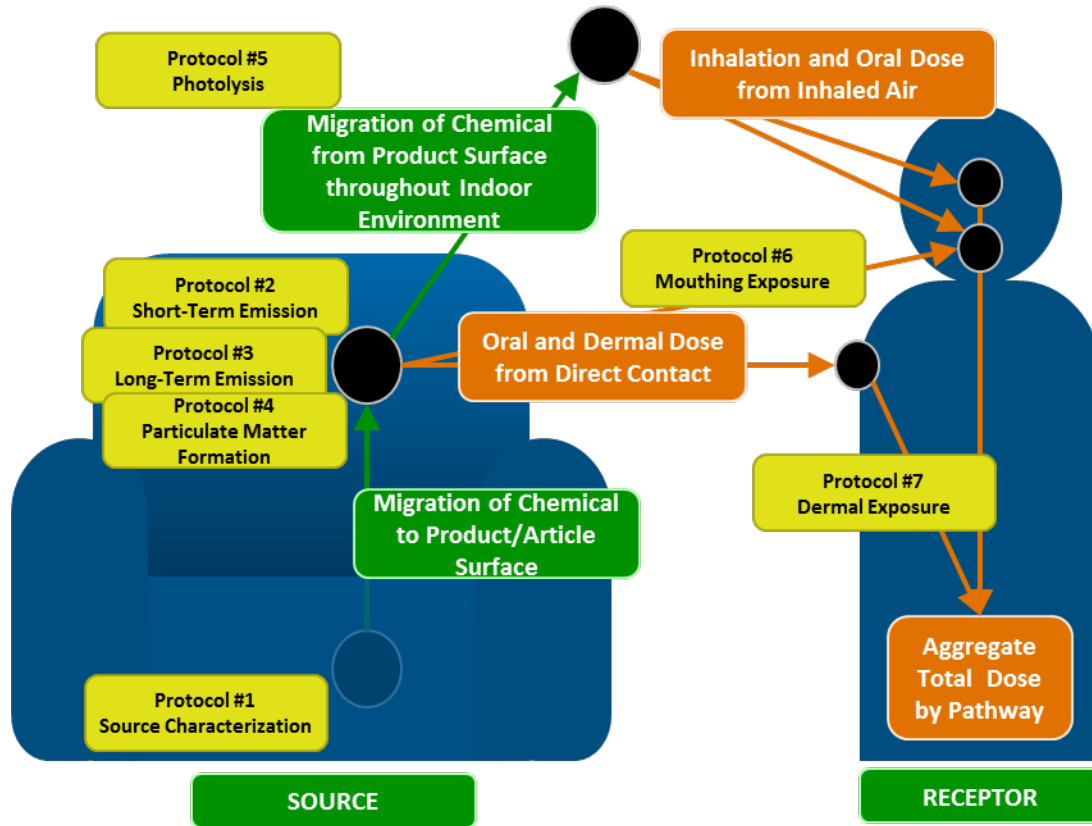 Protocol #5
Photolysis
Inhalation and Oral Dose
from Inhaled Air
Migration of Chemical
from Product Surface
throughout Indoor
Environment
Protocol #6
Mouthing Exposure
Protocol #2
Short-Term Emission
Protocol #3
Long-Term Emission
Protocol #4
Particulate Matter
Formation
Oral and Dermal Dose
from Direct Contact
Protocol #7
Dermal Exposure
Migration of Chemical
to Product/Article
Surface
Aggregate
Total Dose
by Pathway
Protocol #1
Source Characterization
SOURCE
RECEPTOR